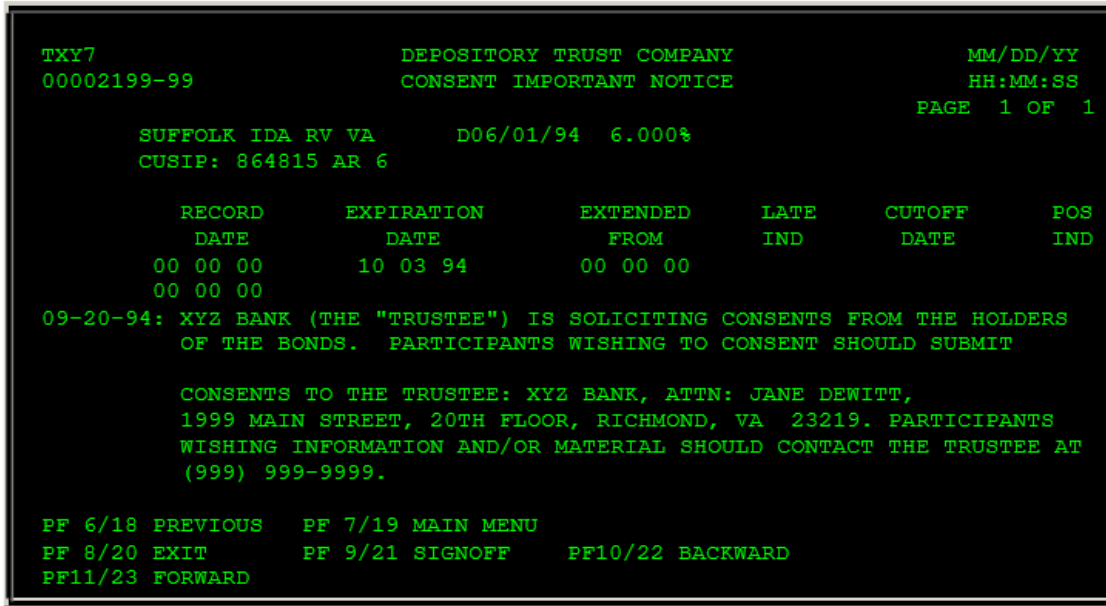 TXY7 DEPOSITORY TRUST COMPANY MM/DD/YY
00002199-99 CONSENT IMPORTANT NOTICE HH:MM:SS
PAGE 1 OF 1
SUFFOLK IDA RV VA D06/01/94 6.000%
CUSIP: 864815 AR 6
RECORD EXPIRATION EXTENDED LATE CUTOFF POS
DATE DATE FROM IND DATE IND
00 00 00 10 03 94 00 00 00
00 00 00
09-20-94: XYZ BANK (THE "TRUSTEE") IS SOLICITING CONSENTS FROM THE HOLDERS
OF THE BONDS. PARTICIPANTS WISHING TO CONSENT SHOULD SUBMIT
CONSENTS TO THE TRUSTEE: XYZ BANK, ATTN: JANE DEWITT,
1999 MAIN STREET, 20TH FLOOR, RICHMOND, VA 23219. PARTICIPANTS
WISHING INFORMATION AND/OR MATERIAL SHOULD CONTACT THE TRUSTEE AT
(999) 999-9999.
PF 6/18 PREVIOUS PF 7/19 MAIN MENU
PF 8/20 EXIT PF 9/21 SIGNOFF PF10/22 BACKWARD
PF11/23 FORWARD